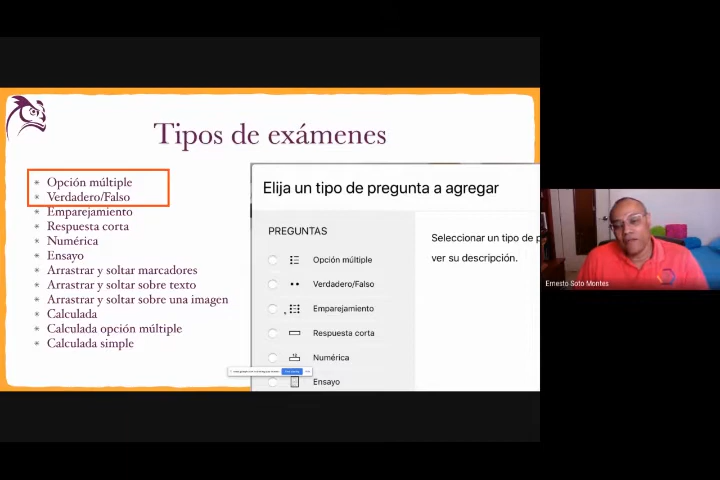 Tipos de exámenes
Opción múltiple
Verdadero/Falso
Emparejamiento
Respuesta corta
Numérica
Ensayo
Arrastrar y soltar marcadores
Arrastrar y soltar sobre texto
Arrastrar y soltar sobre una imagen
Calculada
Calculada opción múltiple
Calculada simple
Elija un tipo de pregunta a agregar
PREGUNTAS
Opción múltiple
Verdadero/Falso
Emparejamiento
Respuesta corta
Numérica
Ensayo
Seleccionar un tipo de p
ver su descripción.
Ernesto Soto Montes